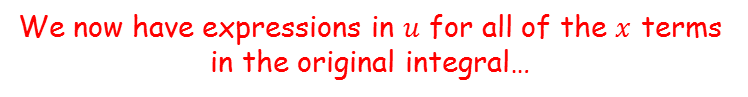 We now have expressions in u for all of the x terms
in the original integral…